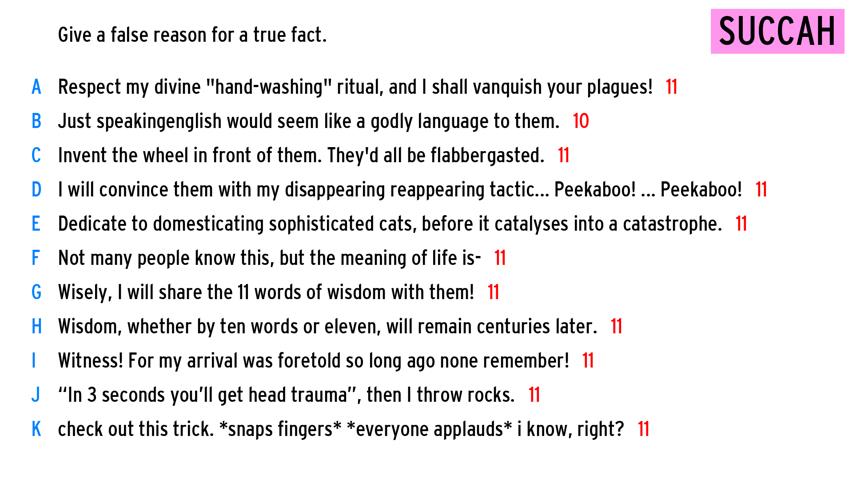 Give a false reason for a true fact.
SUCCAH
A Respect my divine "hand-washing" ritual, and I shall vanquish your plagues! 11
B Just speakingenglish would seem like a godly language to them. 10
C Invent the wheel in front of them. They'd all be flabbergasted. 11
D I will convince them with my disappearing reappearing tactic... Peekaboo! ... Peekaboo! 11
E Dedicate to domesticating sophisticated cats, before it catalyses into a catastrophe. 11
F Not many people know this, but the meaning of life is- 11
G Wisely, I will share the 11 words of wisdom with them! 11
H Wisdom, whether by ten words or eleven, will remain centuries later. 11
I Witness! For my arrival was foretold so long ago none remember! 11
J “In 3 seconds you’ll get head trauma”, then I throw rocks. 11
K check out this trick. *snaps fingers* *everyone applauds* i know, right? 11